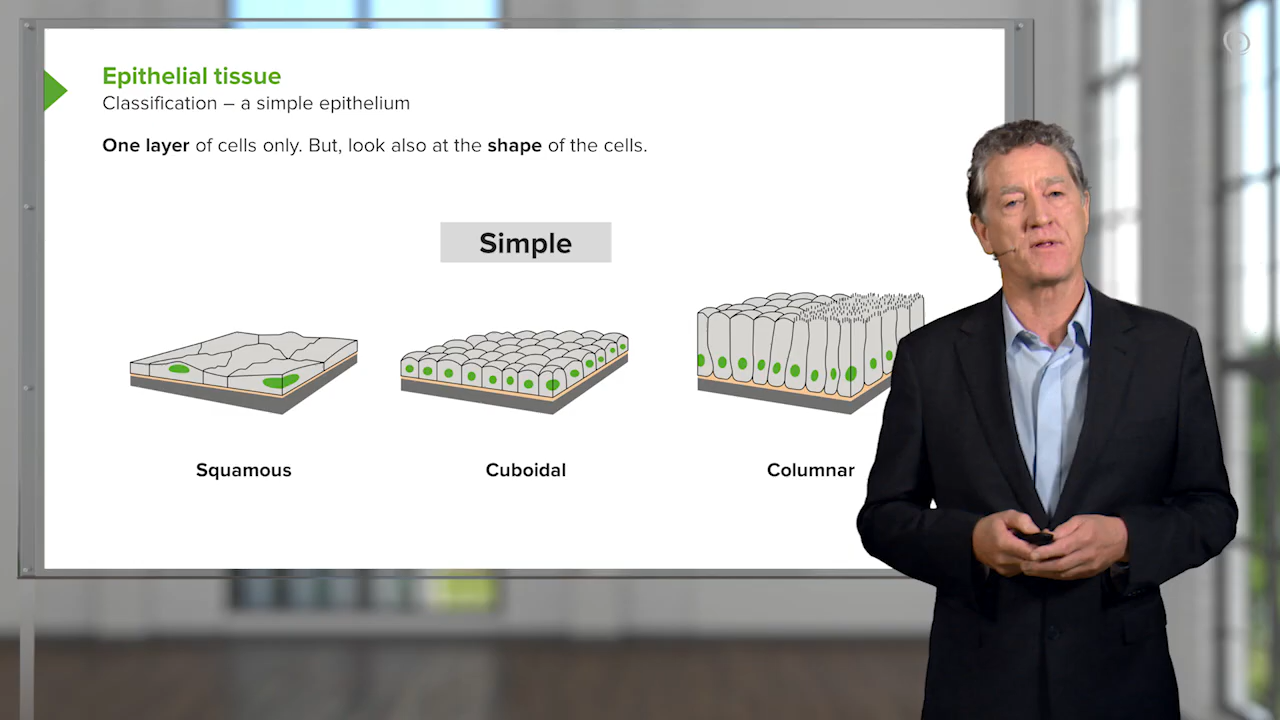 Epithelial tissue
Classification – a simple epithelium
One layer of cells only. But, look also at the shape of the cells.
Simple
Squamous
Cuboidal
Columnar